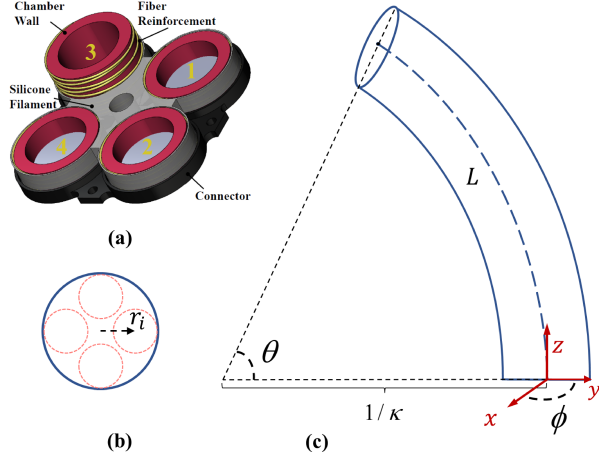 Chamber
Wall
Fiber
Reinforcement
3
1
Silicone
Filament
4
2
Connector
(a)
r_i
(b)
L
θ
z
y
x
ϕ
1/ κ
(c)